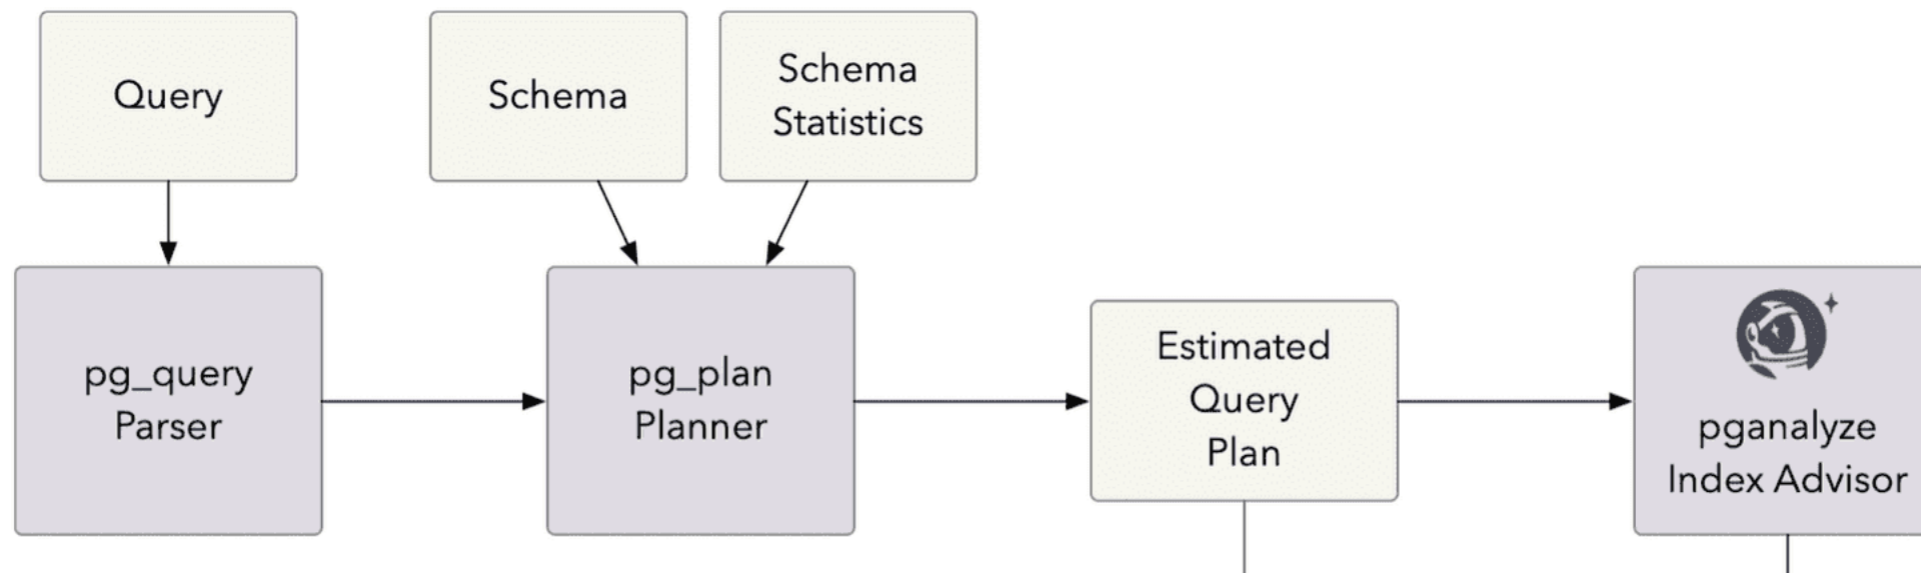 Query
Schema
Schema
Statistics
pg_query
Parser
pg_plan
Planner
Estimated
Query
Plan
pganalyze
Index Advisor